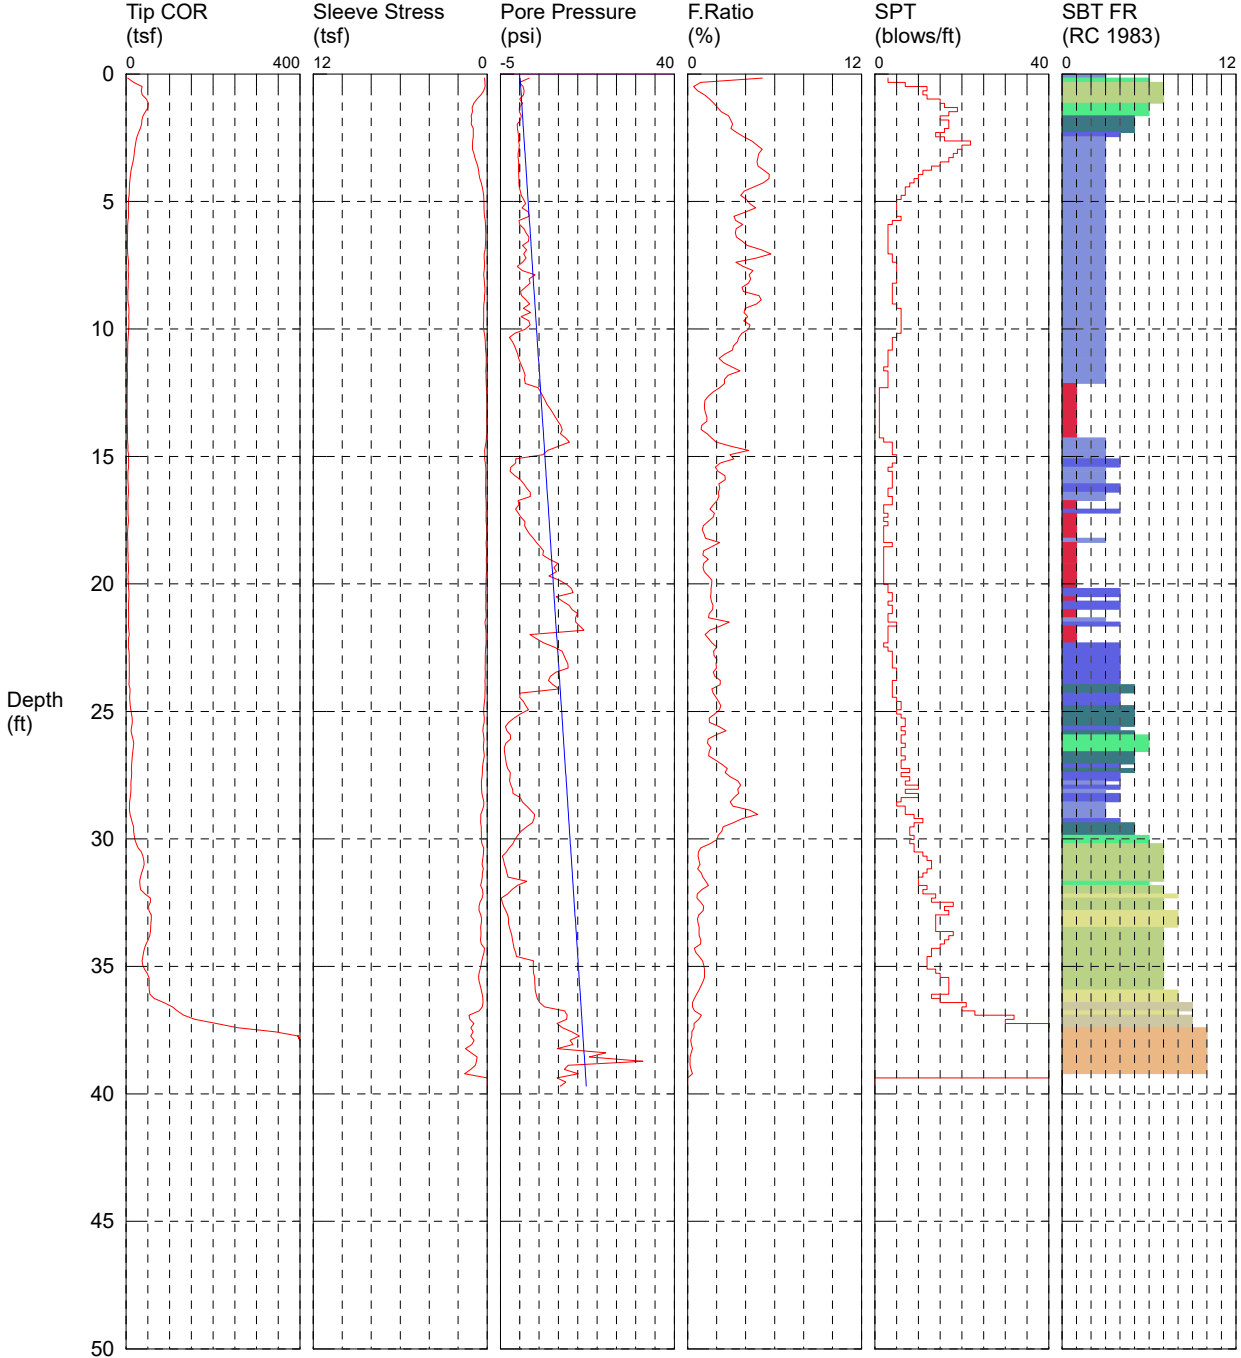 Tip COR
(tsf)
Sleeve Stress
(tsf)
Pore Pressure
(psi)
F.Ratio
(%)
SPT
(blows/ft)
SBT FR
(RC 1983)
0 400
12 0
-5 40
0 12
0 40
0 12
0
5
10
15
20
25
30
35
40
45
50
Depth
(ft)